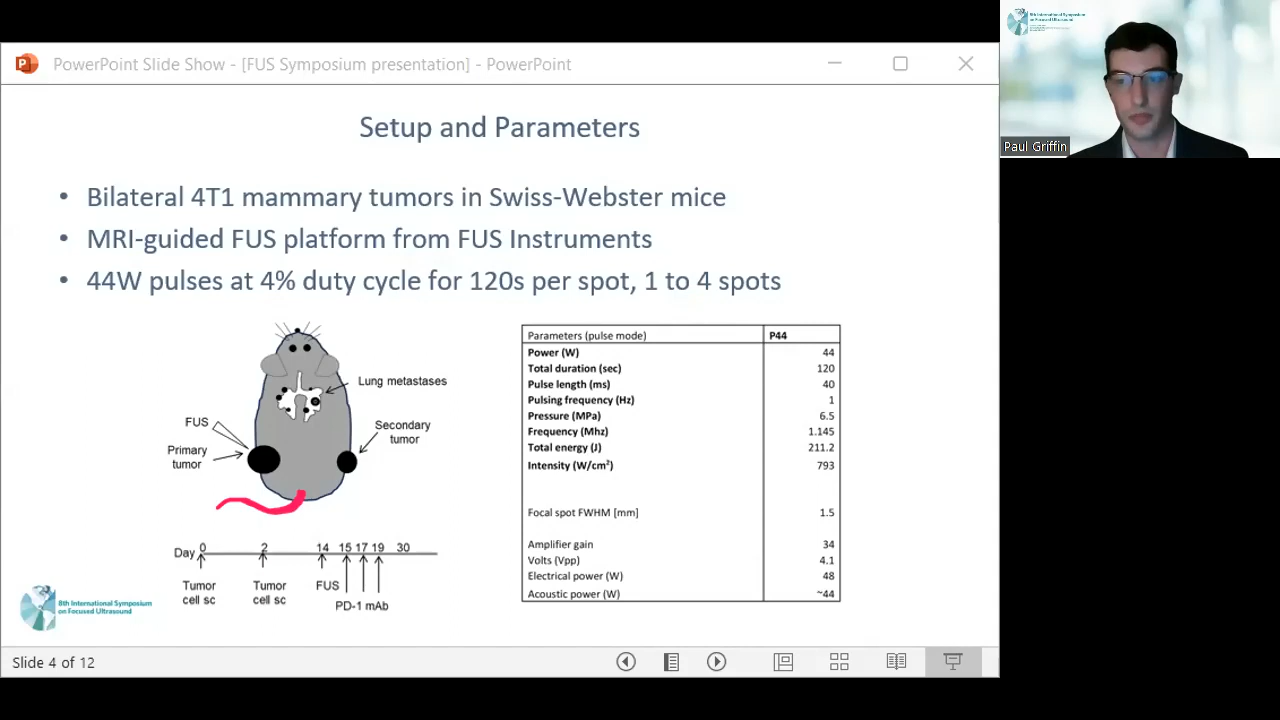 PowerPoint Slide Show - [FUS Symposium presentation] - PowerPoint
8th International Symposium
on Focused Ultrasound
Paul Griffin
Setup and Parameters
• Bilateral 4T1 mammary tumors in Swiss-Webster mice
• MRI-guided FUS platform from FUS Instruments
• 44W pulses at 4% duty cycle for 120s per spot, 1 to 4 spots
Lung metastases
FUS
Primary
tumor
Secondary
tumor
Day 0 2 14 15 17 19 30
Tumor
cell sc
Tumor
cell sc
FUS
PD-1 mAb
Parameters (pulse mode) P44
Power (W) 44
Total duration (sec) 120
Pulse length (ms) 40
Pulsing frequency (Hz) 1
Pressure (MPa) 6.5
Frequency (Mhz) 1.145
Total energy (J) 211.2
Intensity (W/cm²) 793
Focal spot FWHM [mm] 1.5
Amplifier gain 34
Volts (Vpp) 4.1
Electrical power (W) 48
Acoustic power (W) ~44
8th International Symposium
on Focused Ultrasound
Slide 4 of 12